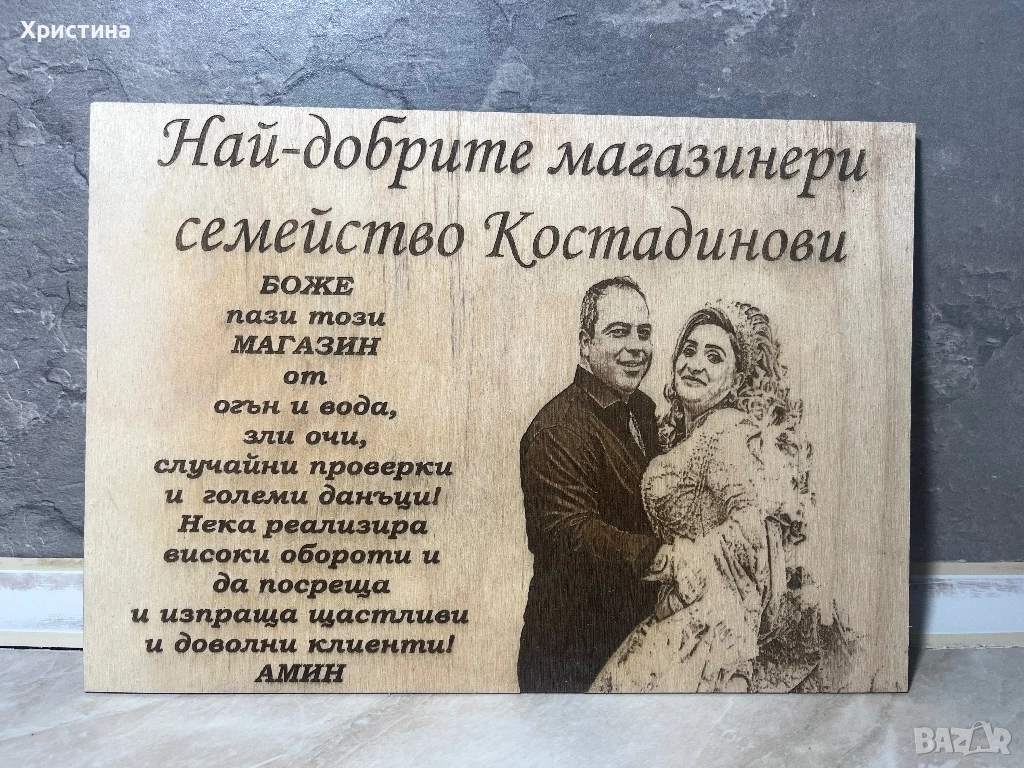 Христина
Най-добрите магазинери
семейство Костадинови
БОЖЕ
пази този
МАГАЗИН
от
огън и вода,
зли очи,
случайни проверки
и големи данъци!
Нека реализира
високи обороти и
да посреща
и изпраща щастливи
и доволни клиенти!
АМИН
BAZAR